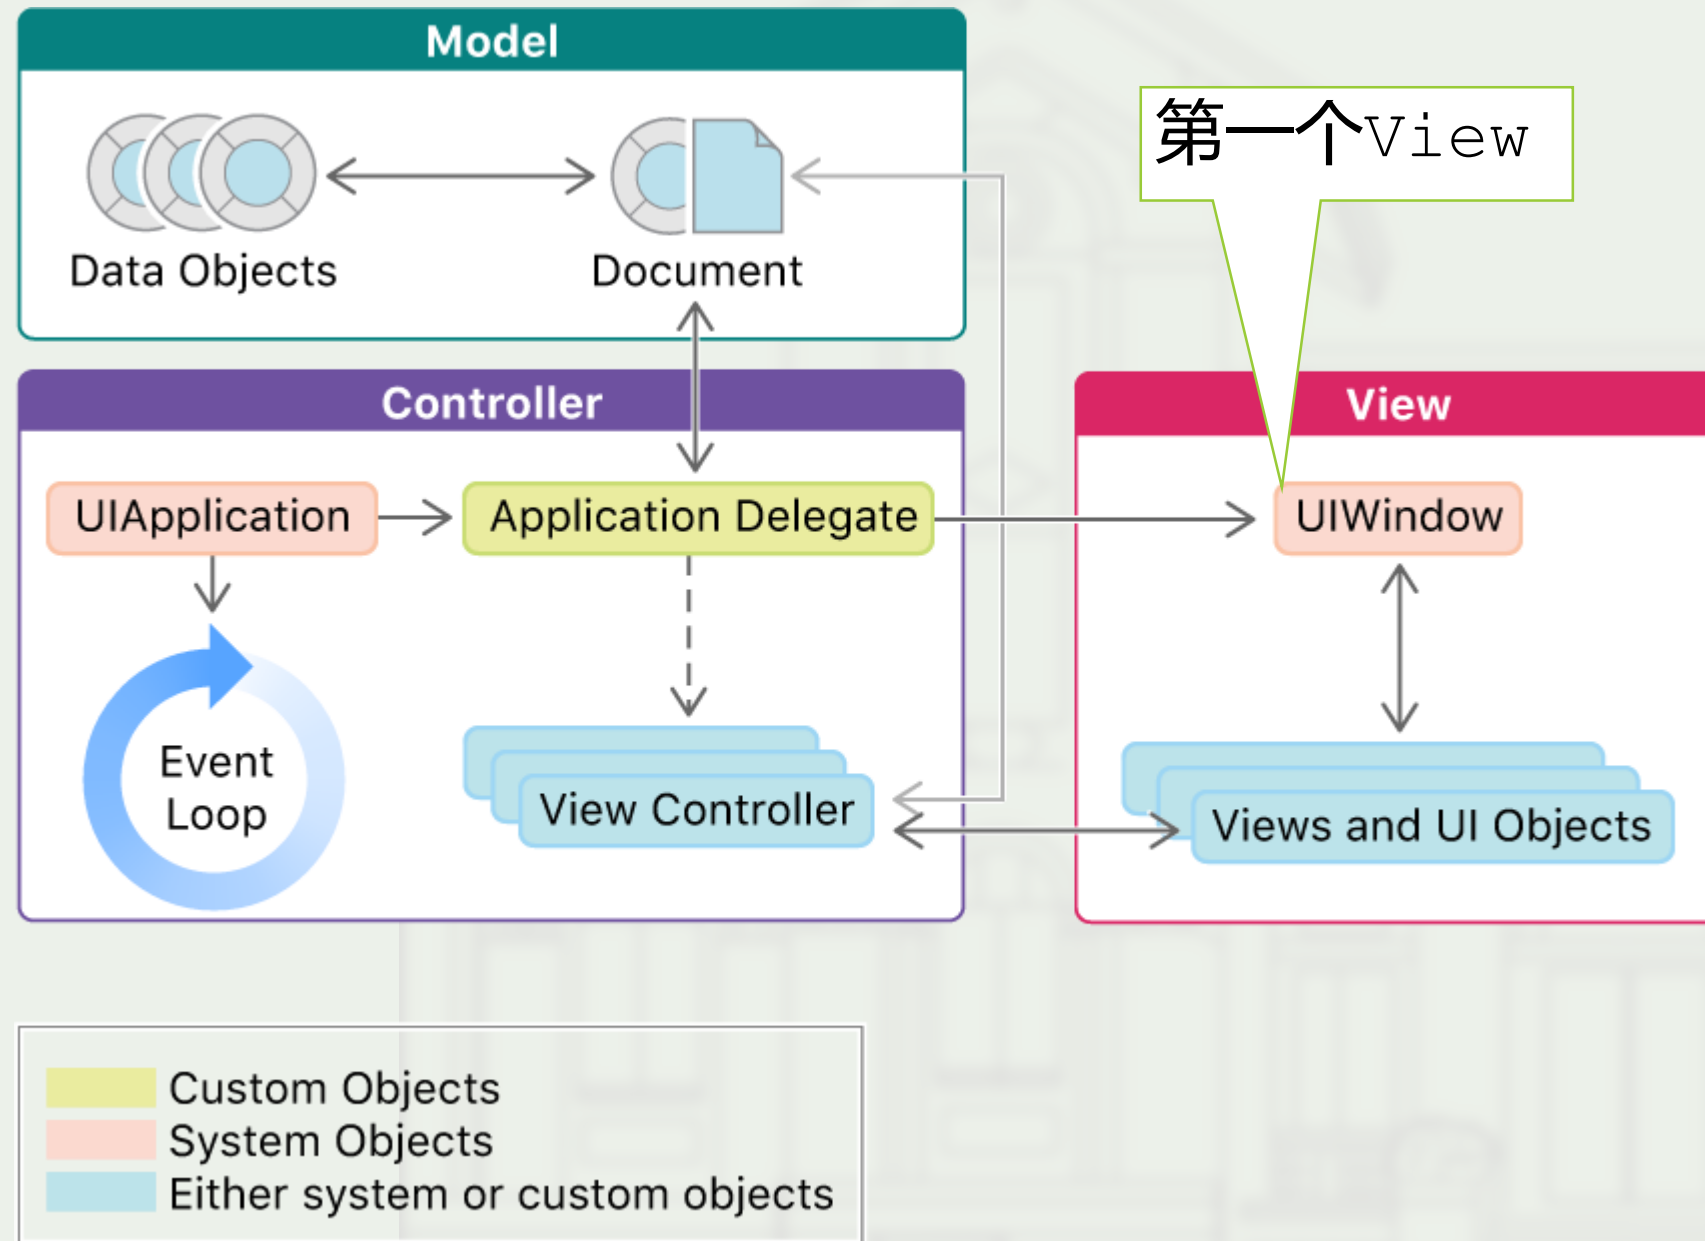 Model
第一个View
Data Objects
Document
Controller
View
UIApplication
Application Delegate
UIWindow
Event
Loop
View Controller
Views and UI Objects
Custom Objects
System Objects
Either system or custom objects